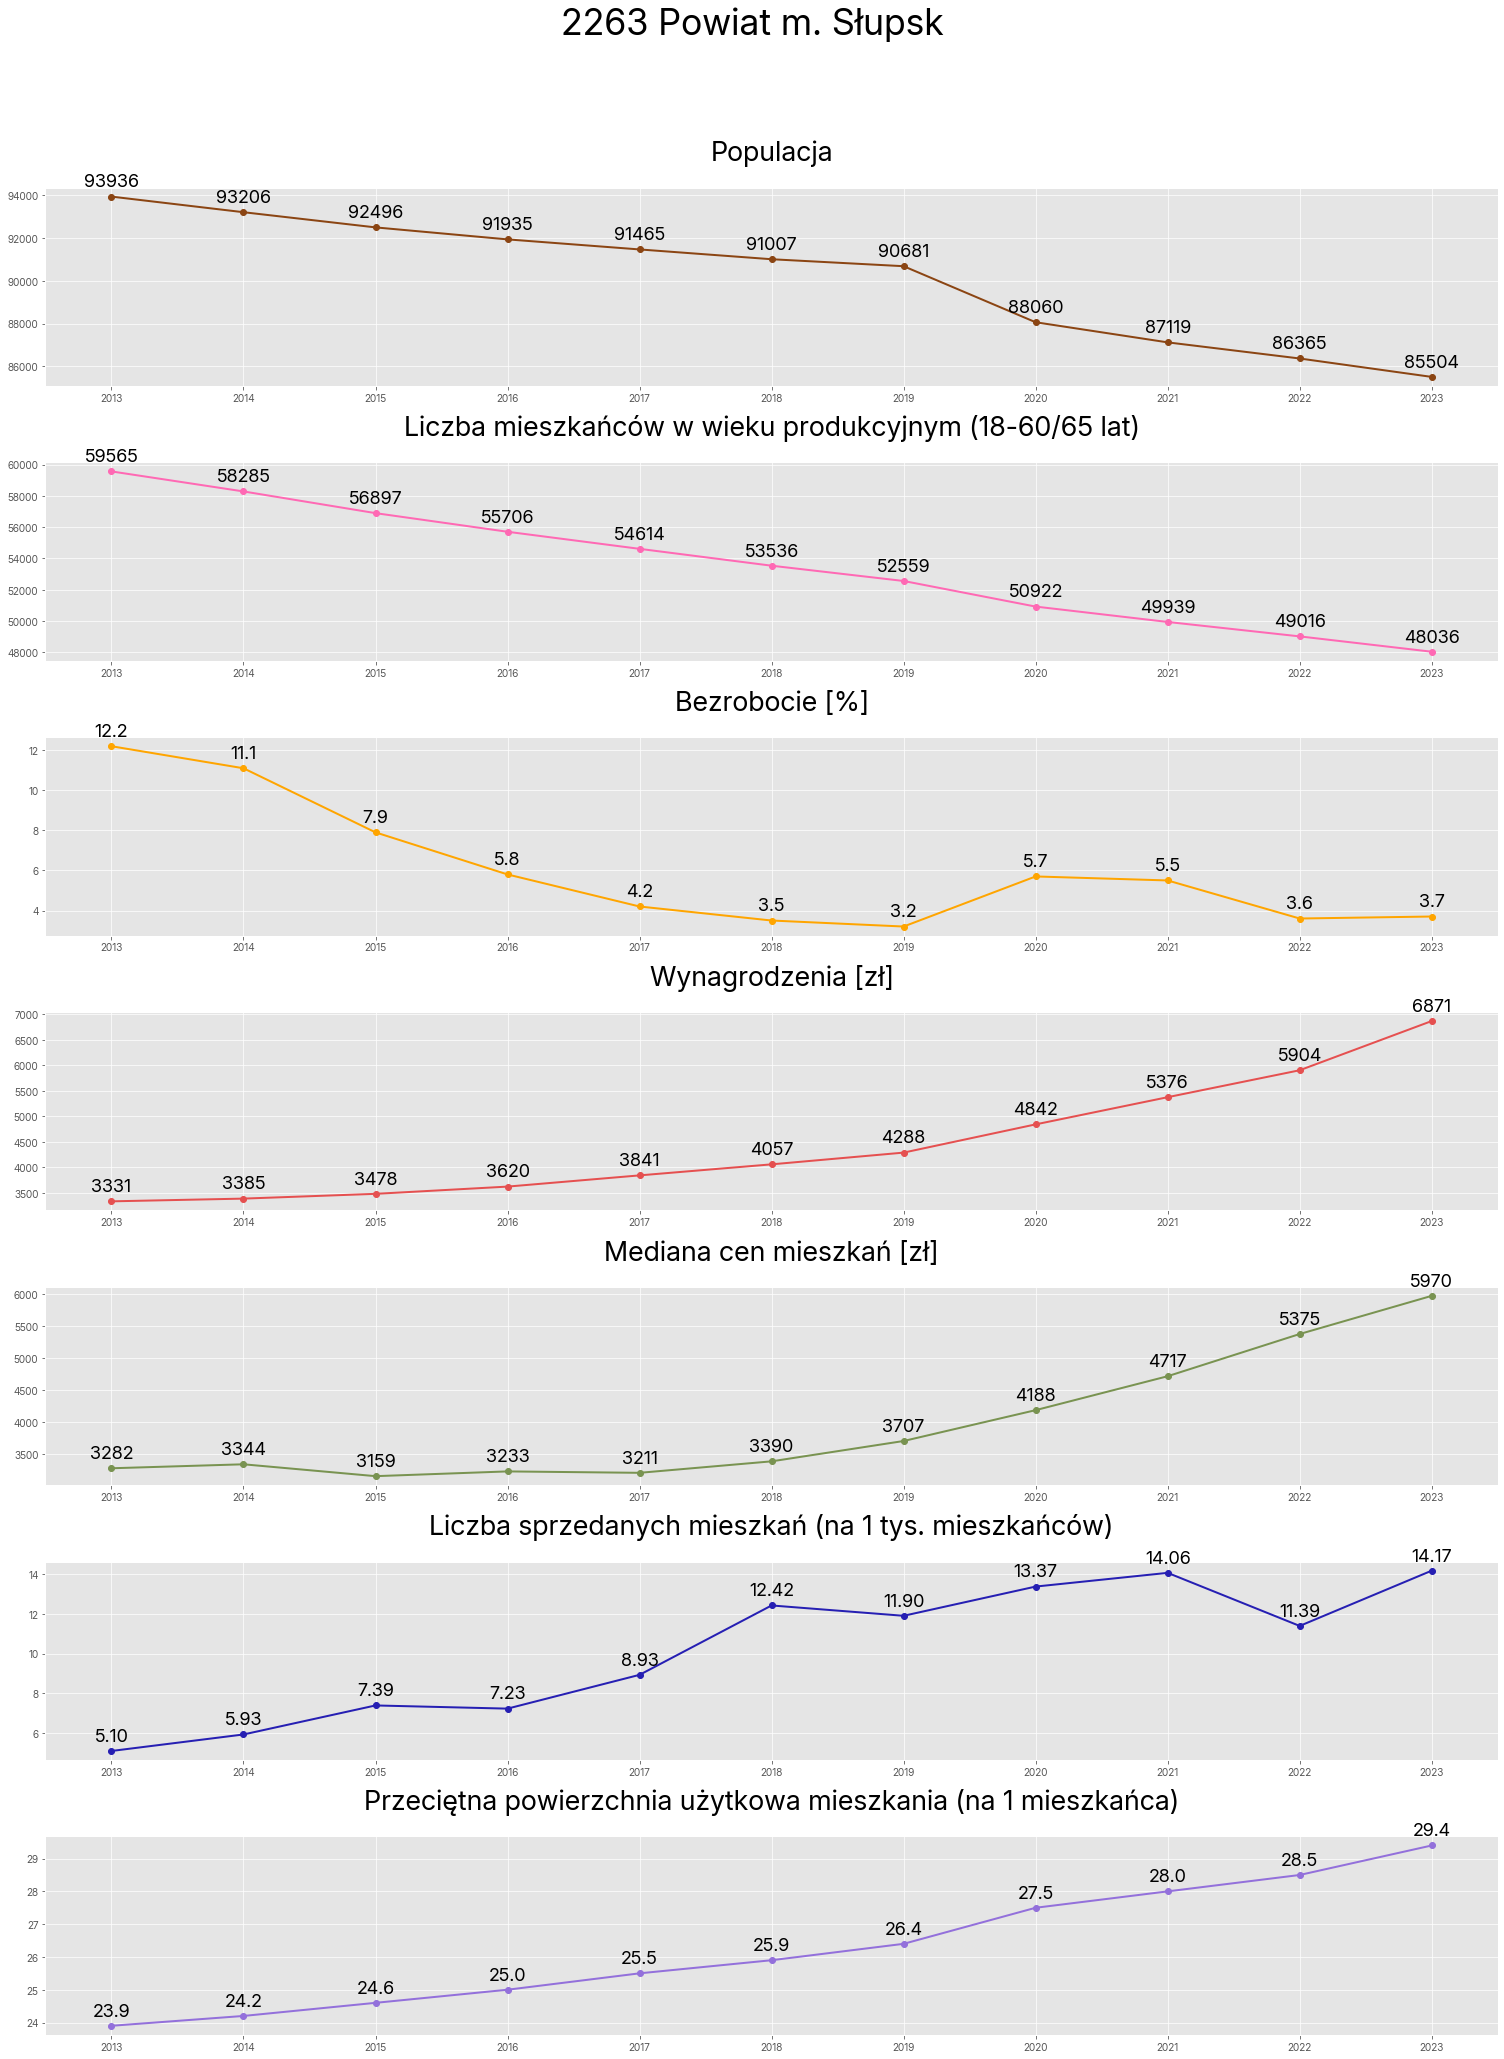 2263 Powiat m. Słupsk
Populacja
93936 93206 92496 91935 91465 91007 90681 88060 87119 86365 85504
94000
92000
90000
88000
86000
2013 2014 2015 2016 2017 2018 2019 2020 2021 2022 2023
Liczba mieszkańców w wieku produkcyjnym (18-60/65 lat)
59565 58285 56897 55706 54614 53536 52559 50922 49939 49016 48036
60000
58000
56000
54000
52000
50000
48000
2013 2014 2015 2016 2017 2018 2019 2020 2021 2022 2023
Bezrobocie [%]
12.2 11.1 7.9 5.8 4.2 3.5 3.2 5.7 5.5 3.6 3.7
12
10
8
6
4
2013 2014 2015 2016 2017 2018 2019 2020 2021 2022 2023
Wynagrodzenia [zł]
3331 3385 3478 3620 3841 4057 4288 4842 5376 5904 6871
7000
6500
6000
5500
5000
4500
4000
3500
2013 2014 2015 2016 2017 2018 2019 2020 2021 2022 2023
Mediana cen mieszkań [zł]
3282 3344 3159 3233 3211 3390 3707 4188 4717 5375 5970
6000
5500
5000
4500
4000
3500
2013 2014 2015 2016 2017 2018 2019 2020 2021 2022 2023
Liczba sprzedanych mieszkań (na 1 tys. mieszkańców)
5.10 5.93 7.39 7.23 8.93 12.42 11.90 13.37 14.06 11.39 14.17
14
12
10
8
6
2013 2014 2015 2016 2017 2018 2019 2020 2021 2022 2023
Przeciętna powierzchnia użytkowa mieszkania (na 1 mieszkańca)
23.9 24.2 24.6 25.0 25.5 25.9 26.4 27.5 28.0 28.5 29.4
29
28
27
26
25
24
2013 2014 2015 2016 2017 2018 2019 2020 2021 2022 2023